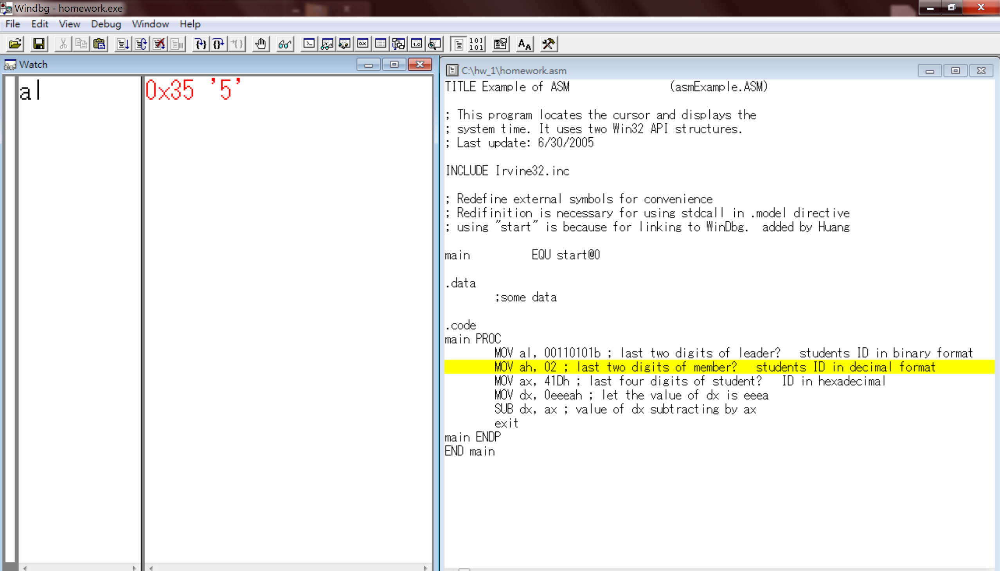 Windbg - homework.exe
File Edit View Debug Window Help
Watch
al
0x35 '5'
C:\hw_1\homework.asm
TITLE Example of ASM (asmExample.ASM)
; This program locates the cursor and displays the
; system time. It uses two Win32 API structures.
; Last update: 6/30/2005
INCLUDE Irvine32.inc
; Redefine external symbols for convenience
; Redifinition is necessary for using stdcall in .model directive
; using "start" is because for linking to WinDbg. added by Huang
main EQU start@0
.data
;some data
.code
main PROC
MOV al, 00110101b ; last two digits of leader? students ID in binary format
MOV ah, 02 ; last two digits of member? students ID in decimal format
MOV ax, 41Dh ; last four digits of student? ID in hexadecimal
MOV dx, 0eeeah ; let the value of dx is eeea
SUB dx, ax ; value of dx subtracting by ax
exit
main ENDP
END main